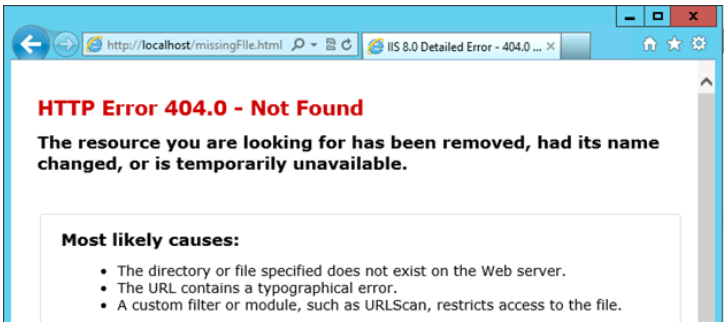 http://localhost/missingFIle.html
IIS 8.0 Detailed Error - 404.0 ...
HTTP Error 404.0 - Not Found
The resource you are looking for has been removed, had its name
changed, or is temporarily unavailable.
Most likely causes:
• The directory or file specified does not exist on the Web server.
• The URL contains a typographical error.
• A custom filter or module, such as URLScan, restricts access to the file.